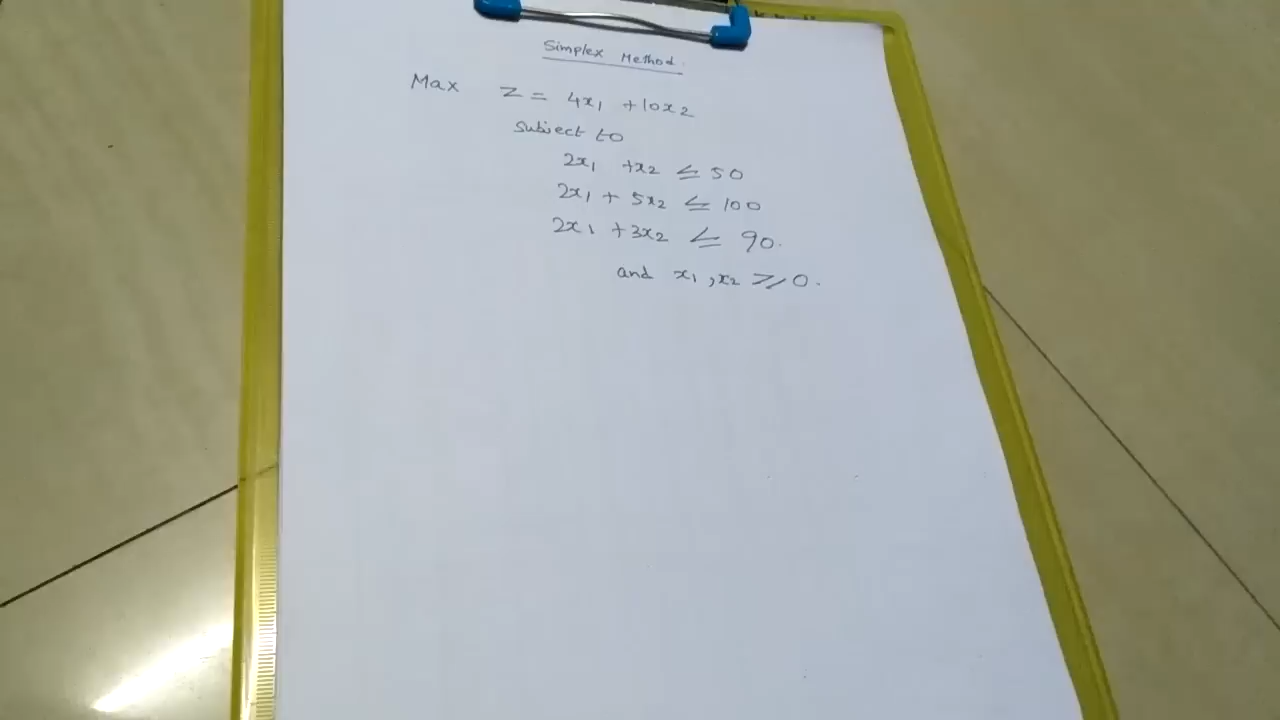 Simplex Method.
Max Z = 4x₁ + 10x₂
Subject to
2x₁ + x₂ ≤ 50
2x₁ + 5x₂ ≤ 100
2x₁ + 3x₂ ≤ 90.
and x₁, x₂ ≥ 0.